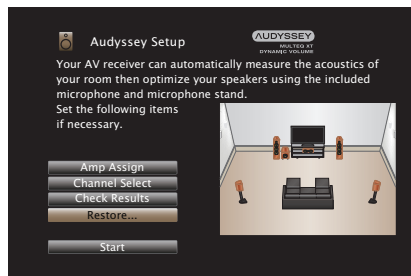 Audyssey Setup
AUDYSSEY
MULTEQ XT
DYNAMIC VOLUME
Your AV receiver can automatically measure the acoustics of
your room then optimize your speakers using the included
microphone and microphone stand.
Set the following items
if necessary.
Amp Assign
Channel Select
Check Results
Restore...
Start